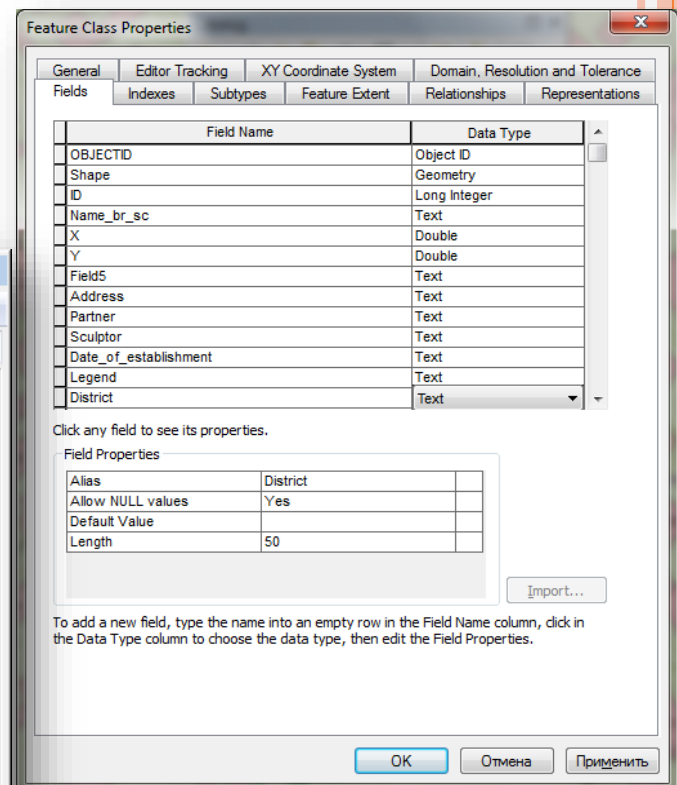 Feature Class Properties
General Editor Tracking XY Coordinate System Domain, Resolution and Tolerance
Fields Indexes Subtypes Feature Extent Relationships Representations
Field Name Data Type
OBJECTID Object ID
Shape Geometry
ID Long Integer
Name_br_sc Text
X Double
Y Double
Field5 Text
Address Text
Partner Text
Sculptor Text
Date_of_establishment Text
Legend Text
District Text
Click any field to see its properties.
Field Properties
Alias District
Allow NULL values Yes
Default Value
Length 50
Import...
To add a new field, type the name into an empty row in the Field Name column, click in
the Data Type column to choose the data type, then edit the Field Properties.
OK Отмена Применить